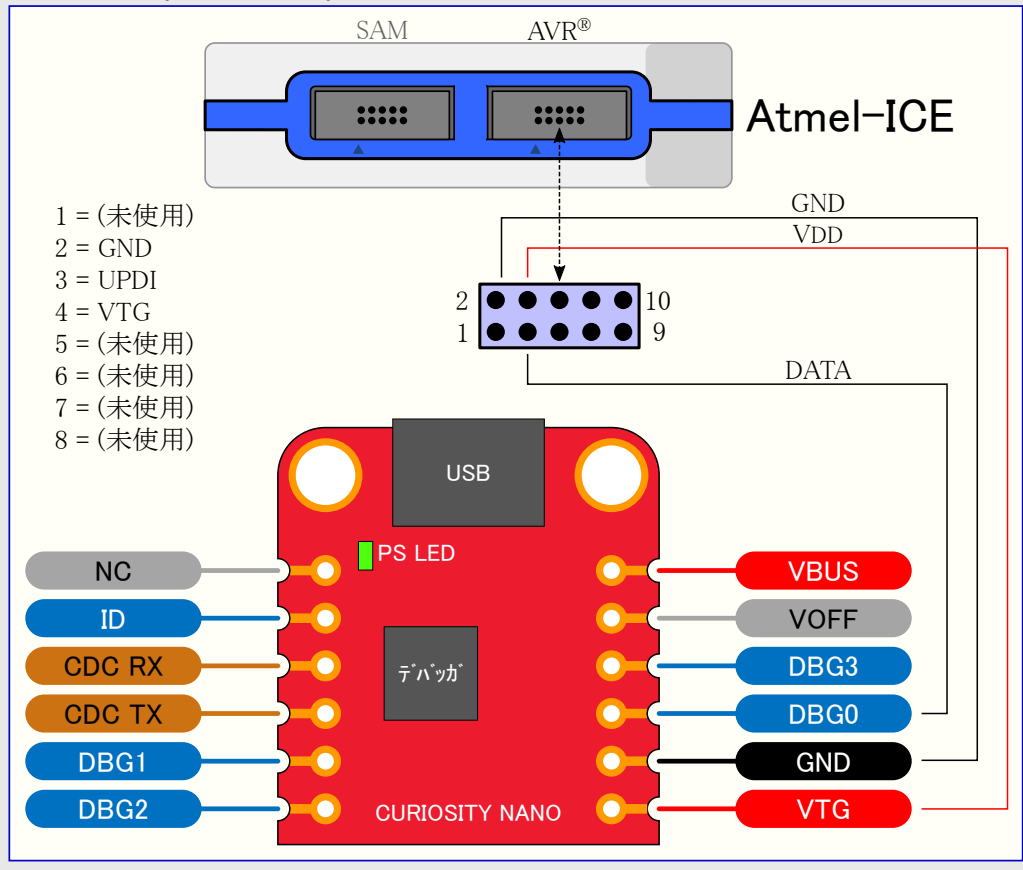 SAM
AVR®
Atmel-ICE
1 = (未使用)
2 = GND
3 = UPDI
4 = VTG
5 = (未使用)
6 = (未使用)
7 = (未使用)
8 = (未使用)
GND
VDD
2
10
1
9
DATA
USB
PS LED
NC
ID
CDC RX
CDC TX
DBG1
DBG2
デバッガ
CURIOSITY NANO
VBUS
VOFF
DBG3
DBG0
GND
VTG